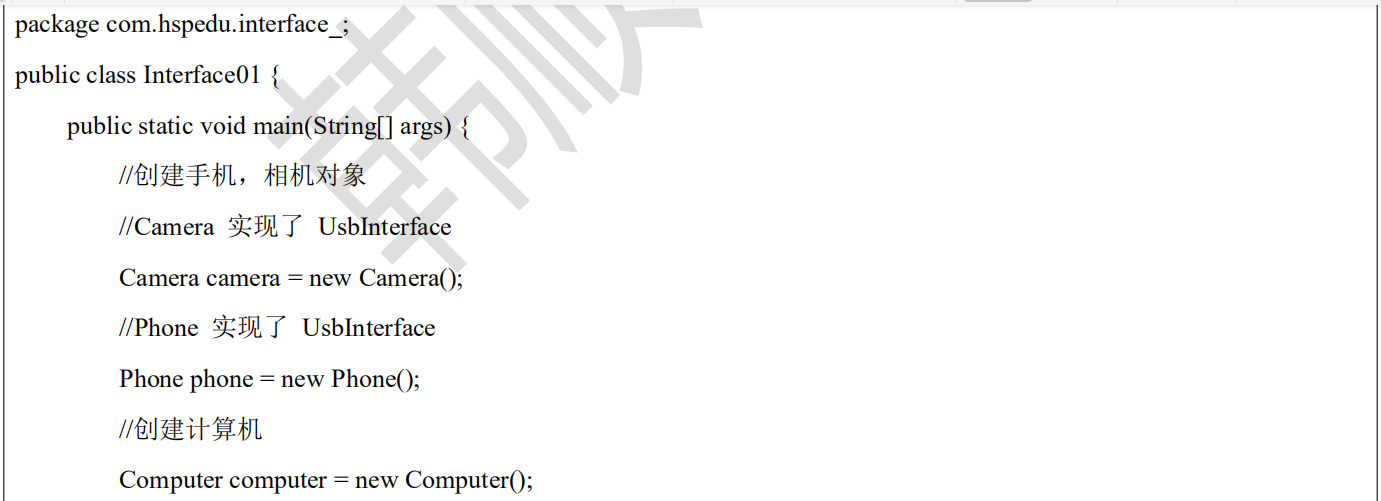 package com.hspedu.interface_;
public class Interface01 {
public static void main(String[] args) {
//创建手机，相机对象
//Camera 实现了 UsbInterface
Camera camera = new Camera();
//Phone 实现了 UsbInterface
Phone phone = new Phone();
//创建计算机
Computer computer = new Computer();
韩顺